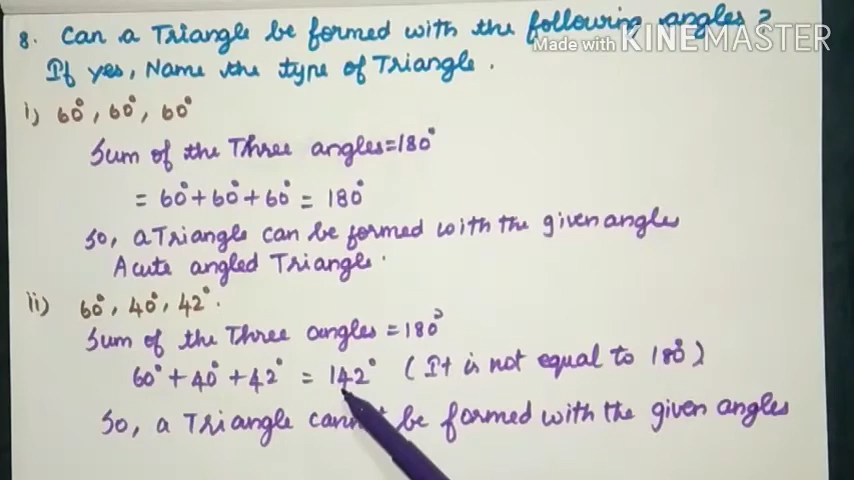 8. Can a Triangle be formed with the following angles?
Made with KINEMASTER
If yes, Name the type of Triangle.
i) 60°, 60°, 60°
Sum of the Three angles = 180°
= 60° + 60° + 60° = 180°
So, a Triangle can be formed with the given angles
Acute angled Triangle.
ii) 60°, 40°, 42°.
Sum of the Three angles = 180°
60° + 40° + 42° = 142° (It is not equal to 180°)
So, a Triangle cannot be formed with the given angles